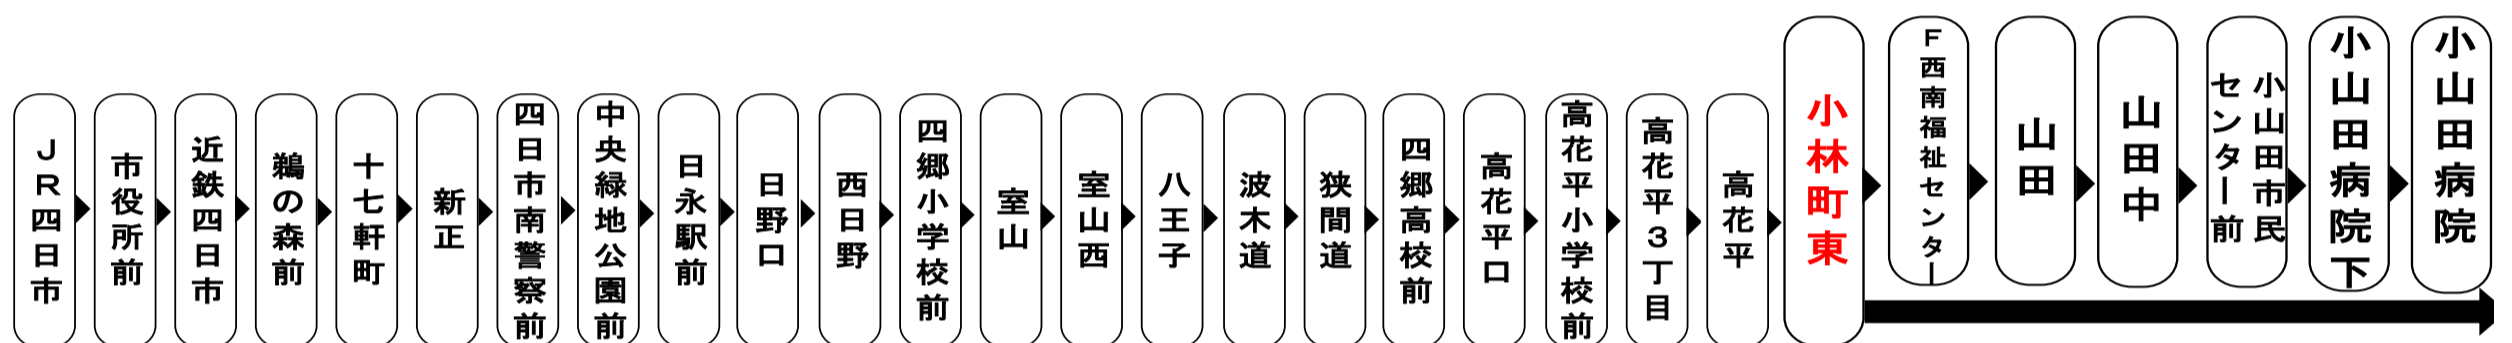 JR四日市
市役所前
近鉄四日市
鵜の森前
十七軒町
新正
四日市南警察前
中央緑地公園前
日永駅前
日野口
西日野
四郷小学校前
室山
室山西
八王子
波木道
狭間道
四郷高校前
高花平口
高花平小学校前
高花平3丁目
高花平
小林町東
F西南福祉センター
山田
山田中
小山田市民
センター前
小山田病院下
小山田病院